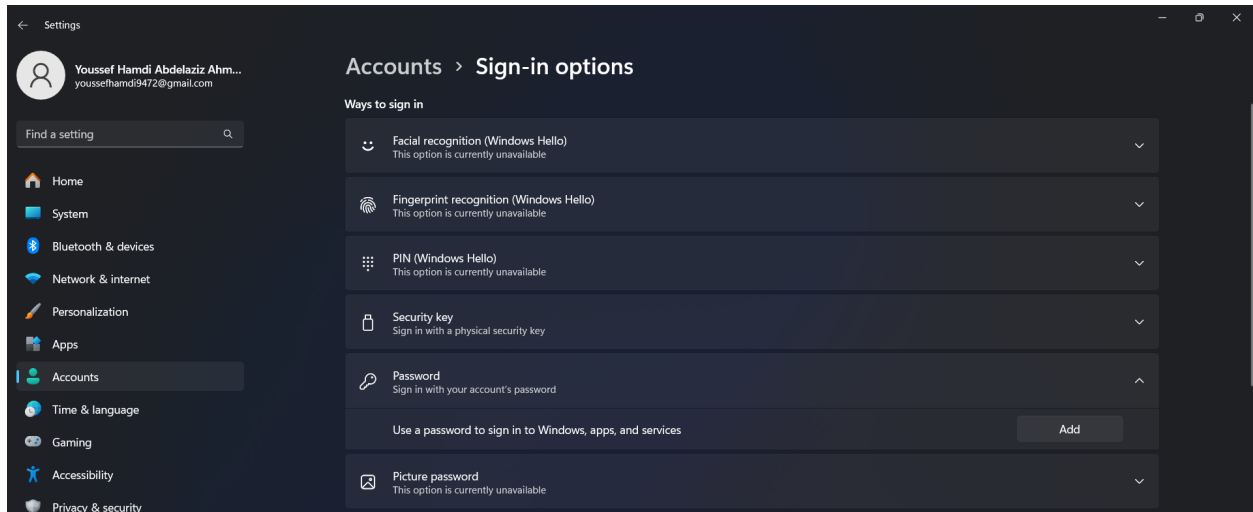 Settings
Youssef Hamdi Abdelaziz Ahm...
youssefhamdi9472@gmail.com
Find a setting
Home
System
Bluetooth & devices
Network & internet
Personalization
Apps
Accounts
Time & language
Gaming
Accessibility
Privacy & security
Accounts > Sign-in options
Ways to sign in
Facial recognition (Windows Hello)
This option is currently unavailable
Fingerprint recognition (Windows Hello)
This option is currently unavailable
PIN (Windows Hello)
This option is currently unavailable
Security key
Sign in with a physical security key
Password
Sign in with your account's password
Use a password to sign in to Windows, apps, and services
Add
Picture password
This option is currently unavailable